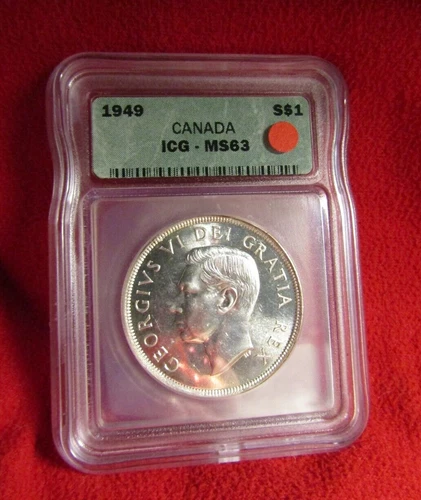 1949 S$1
CANADA
ICG - MS63
GEORGIVS VI DEI GRATIA REX